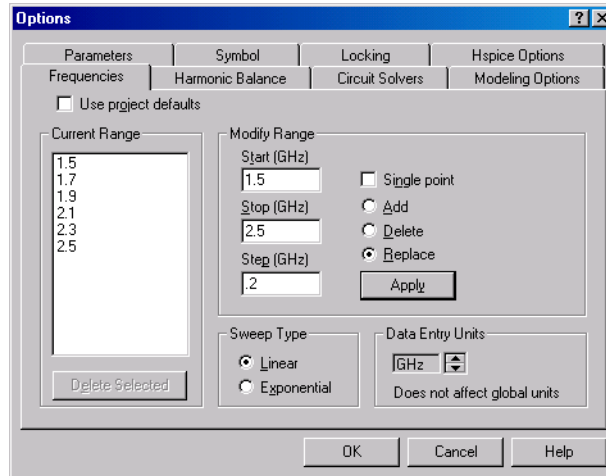 Options
Parameters Symbol Locking Hspice Options
Frequencies Harmonic Balance Circuit Solvers Modeling Options
Use project defaults
Current Range
1.5
1.7
1.9
2.1
2.3
2.5
Delete Selected
Modify Range
Start (GHz)
1.5
Stop (GHz)
2.5
Step (GHz)
.2
Single point
Add
Delete
Replace
Apply
Sweep Type
Linear
Exponential
Data Entry Units
GHz
Does not affect global units
OK Cancel Help